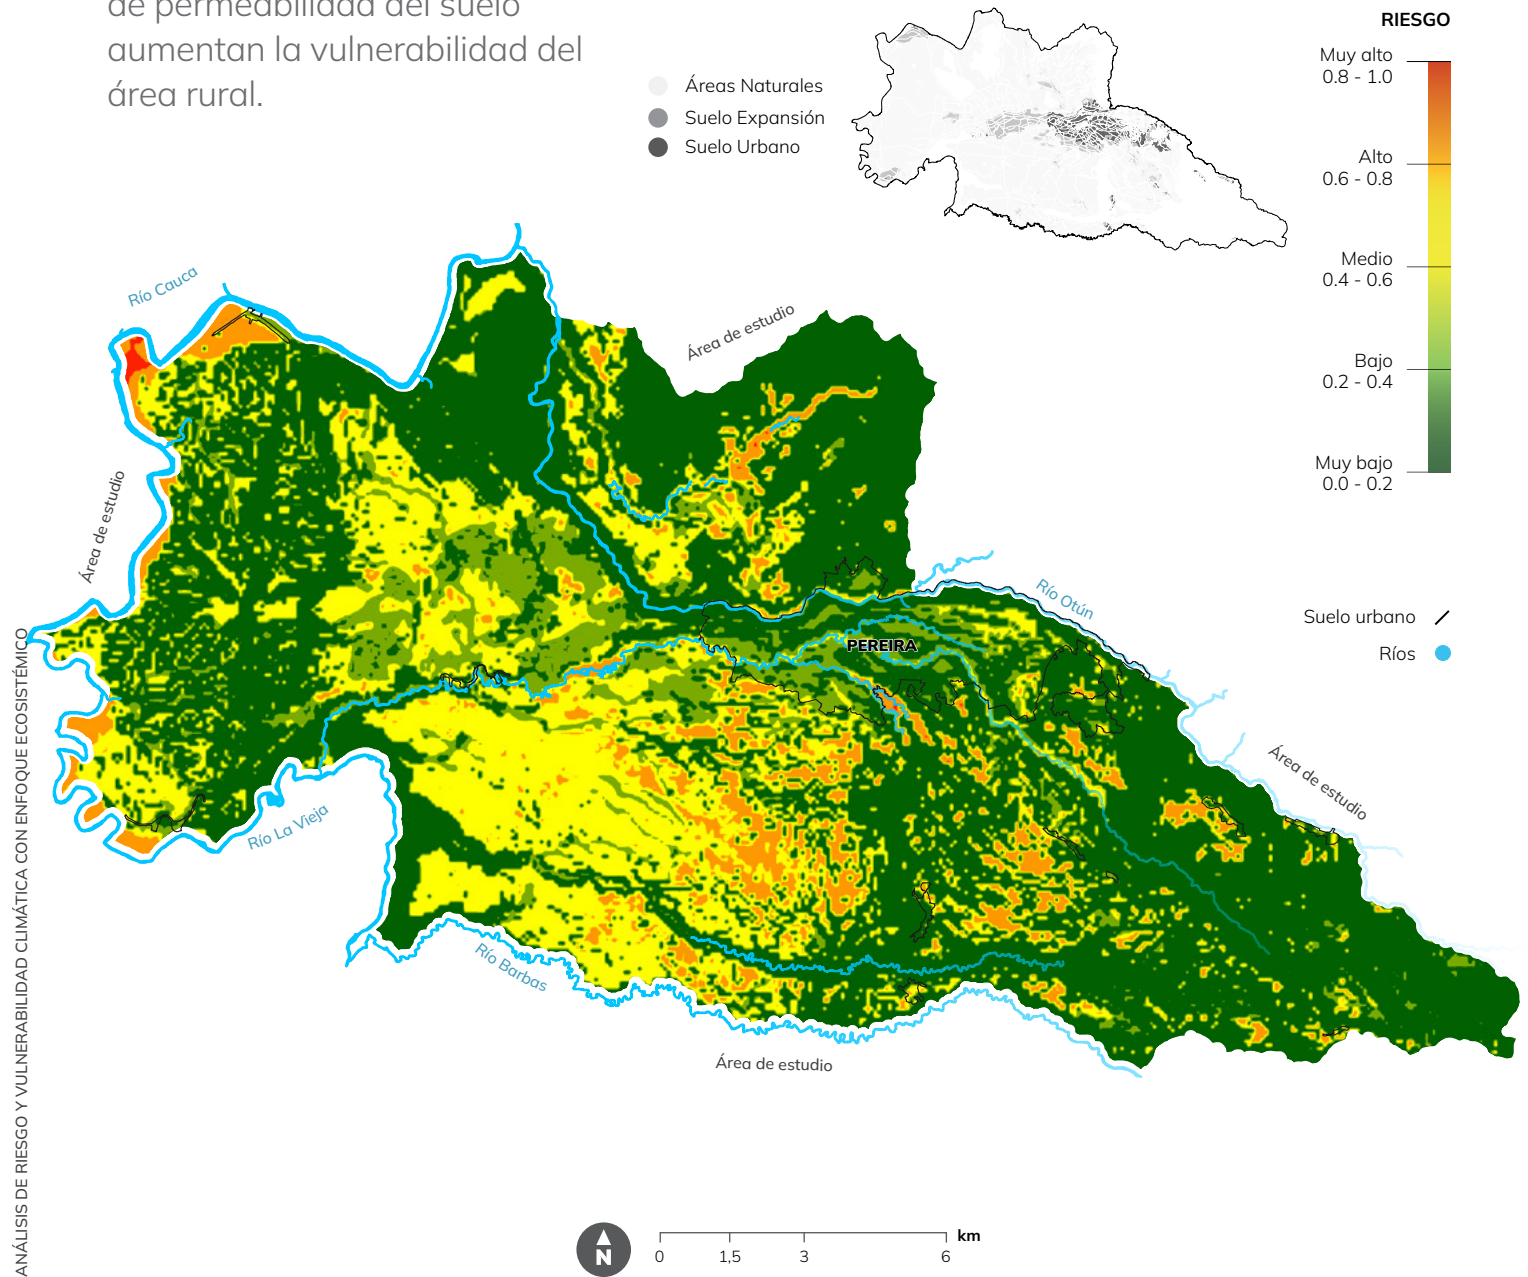 de permeabilidad del suelo
aumentan la vulnerabilidad del
área rural.
Áreas Naturales
Suelo Expansión
Suelo Urbano
RIESGO
Muy alto
0.8 - 1.0
Alto
0.6 - 0.8
Medio
0.4 - 0.6
Bajo
0.2 - 0.4
Muy bajo
0.0 - 0.2
Río Cauca
Área de estudio
Área de estudio
Río Otún
Suelo urbano
Ríos
PEREIRA
Área de estudio
Río La Vieja
Río Barbas
Área de estudio
ANÁLISIS DE RIESGO Y VULNERABILIDAD CLIMÁTICA CON ENFOQUE ECOSISTÉMICO
N
km
0
1,5
3
6